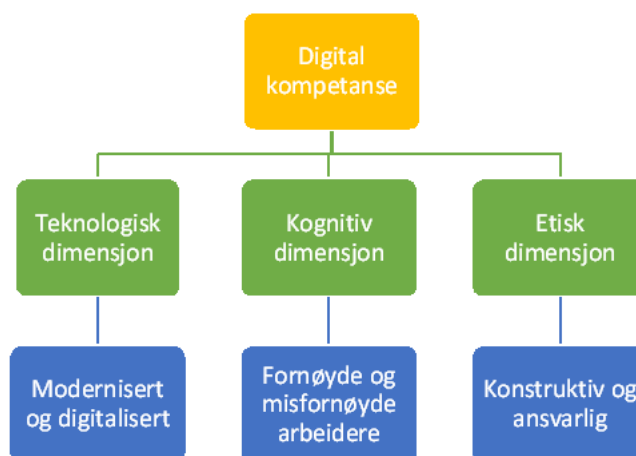 Digital
kompetanse
Teknologisk
dimensjon
Kognitiv
dimensjon
Etisk
dimensjon
Modernisert
og digitalisert
Fornøyde og
misfornøyde
arbeidere
Konstruktiv og
ansvarlig